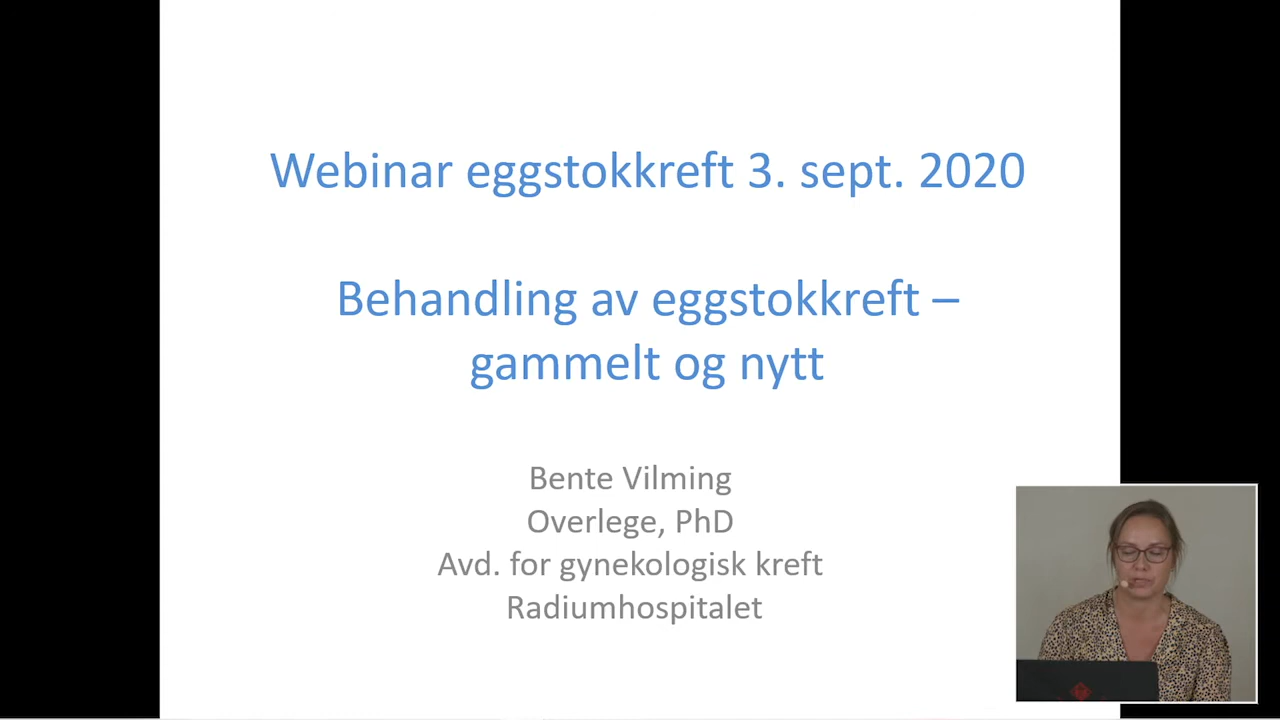 Webinar eggstokkreft 3. sept. 2020
Behandling av eggstokkreft –
gammelt og nytt
Bente Vilming
Overlege, PhD
Avd. for gynekologisk kreft
Radiumhospitalet